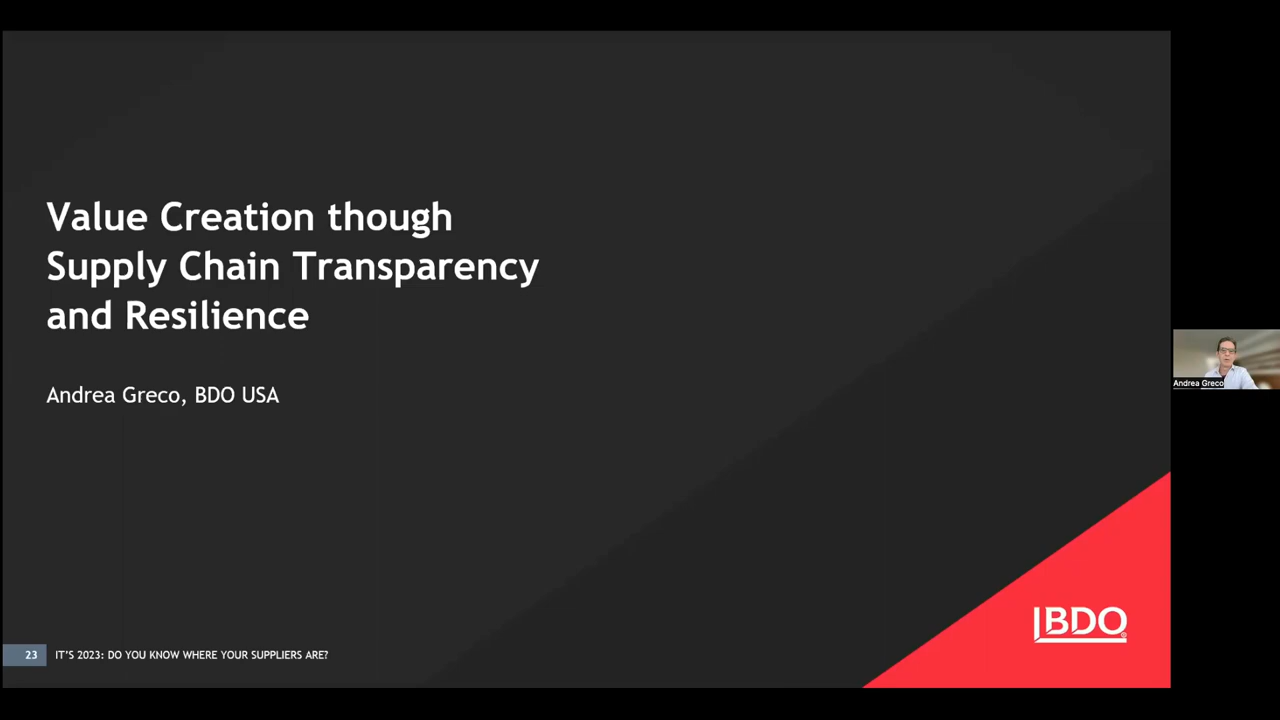 Value Creation though
Supply Chain Transparency
and Resilience
Andrea Greco, BDO USA
Andrea Greco
BDO
23 IT'S 2023: DO YOU KNOW WHERE YOUR SUPPLIERS ARE?